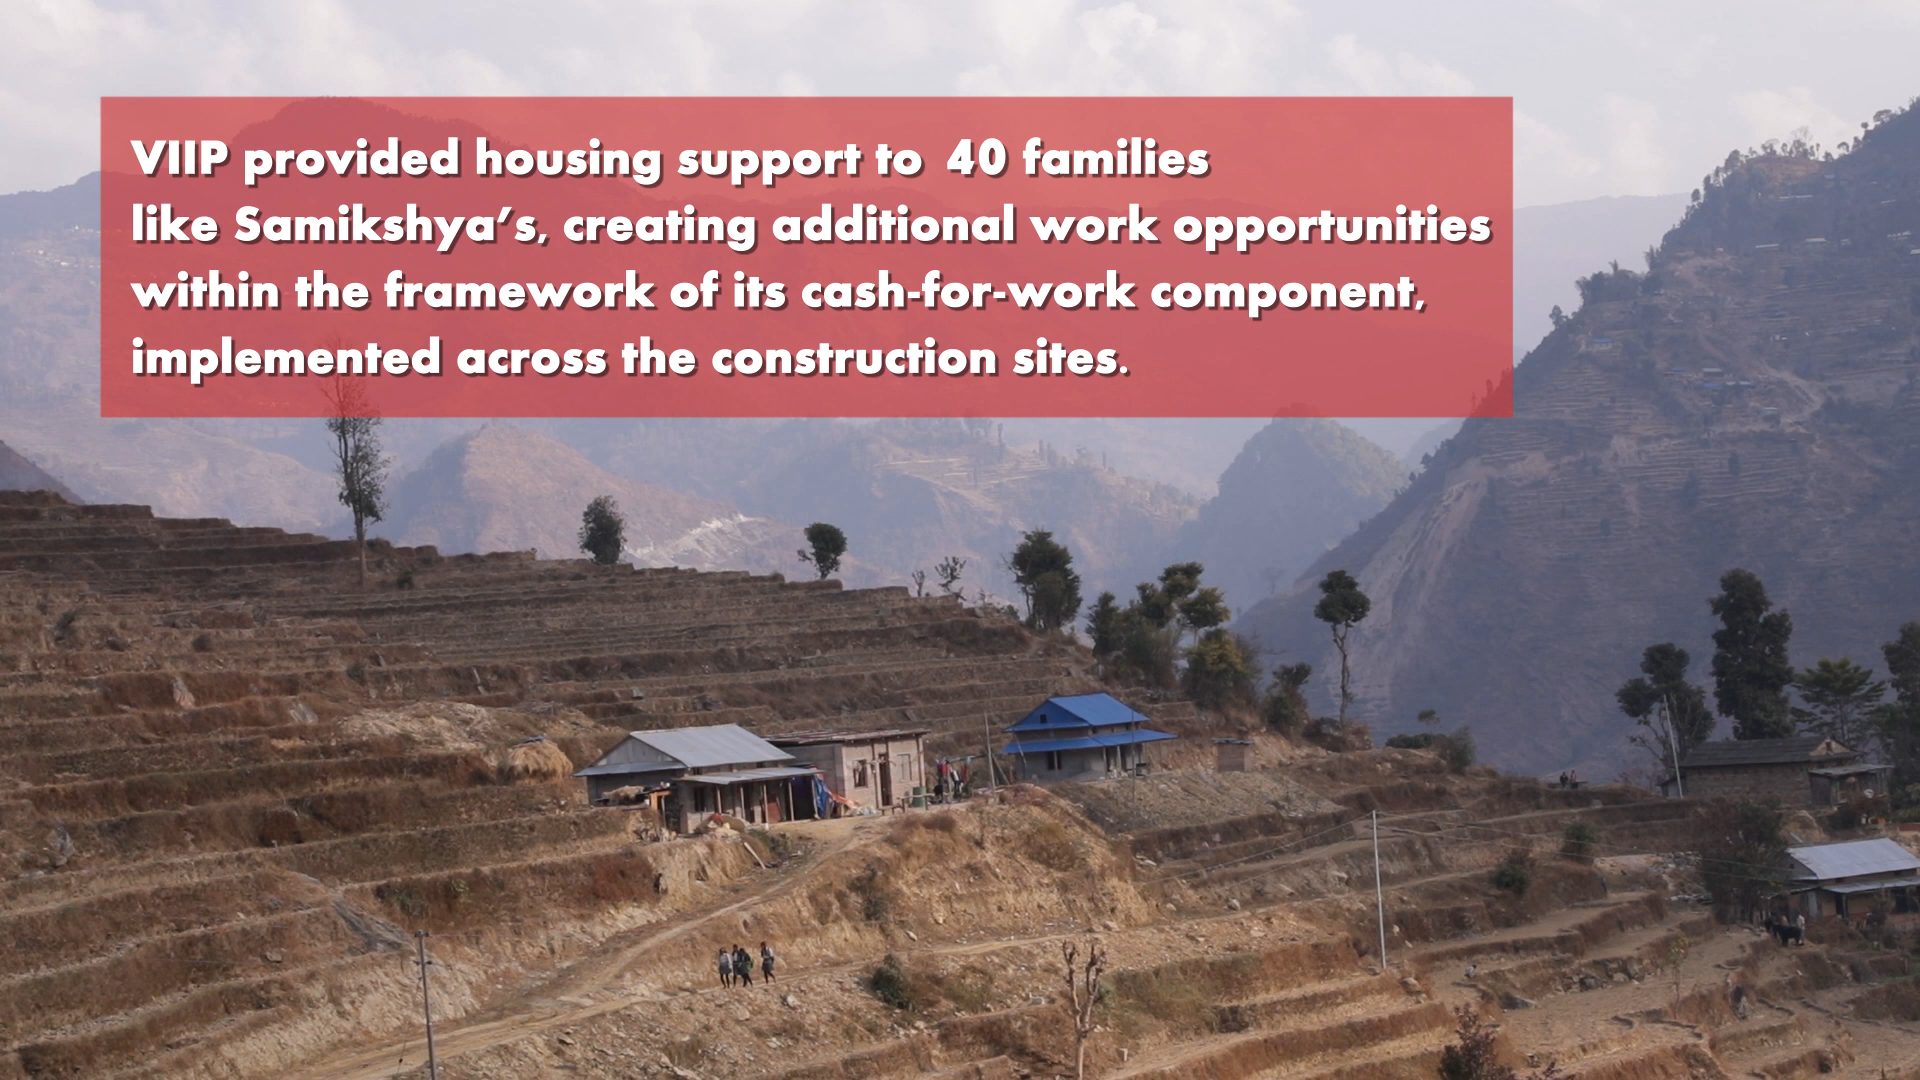 VIIP provided housing support to 40 families
like Samikshya’s, creating additional work opportunities
within the framework of its cash-for-work component,
implemented across the construction sites.